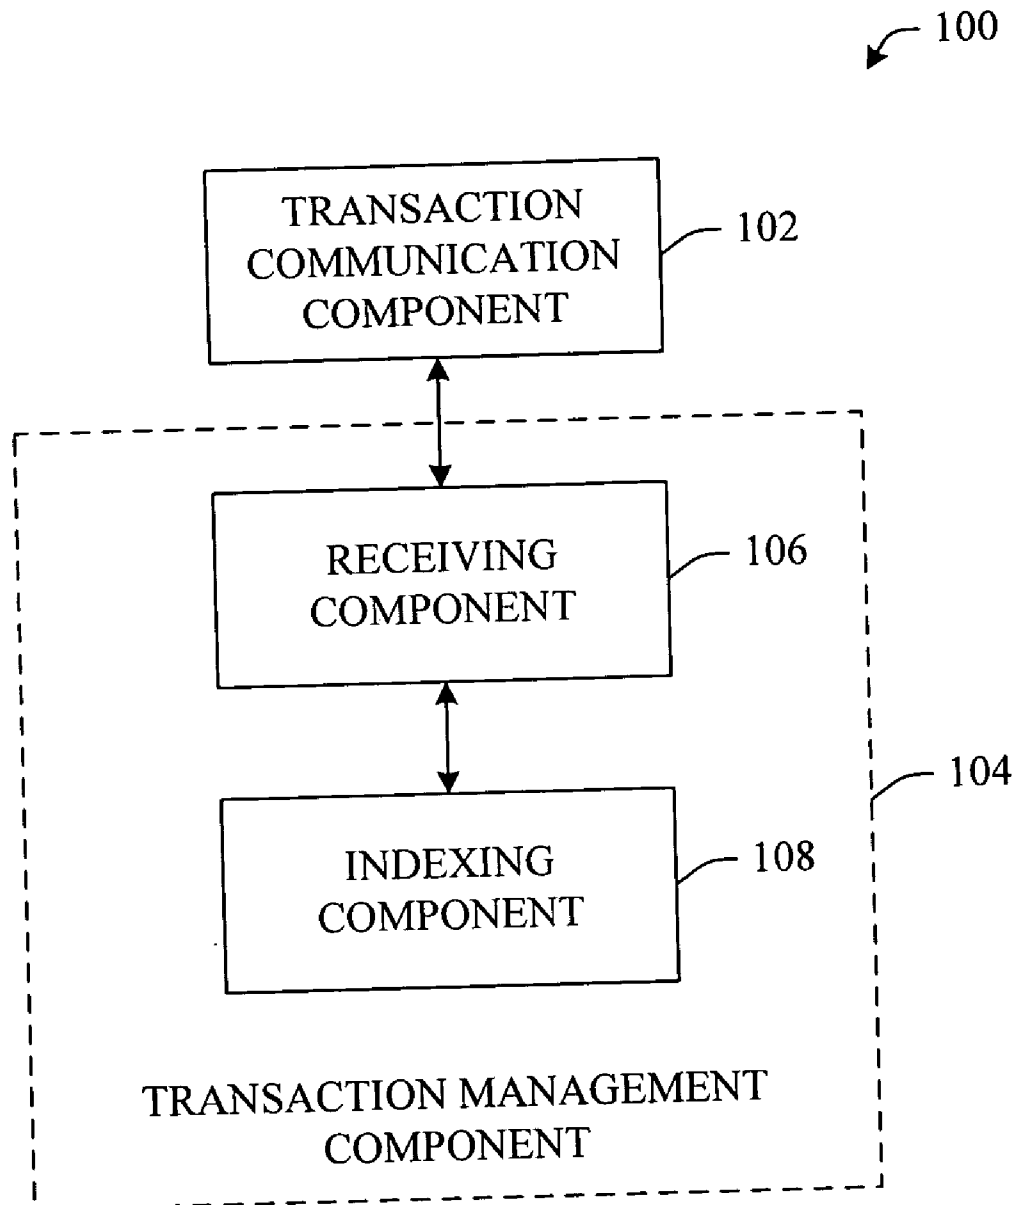 100
TRANSACTION
COMMUNICATION
COMPONENT
102
RECEIVING
COMPONENT
106
104
INDEXING
COMPONENT
108
TRANSACTION MANAGEMENT
COMPONENT